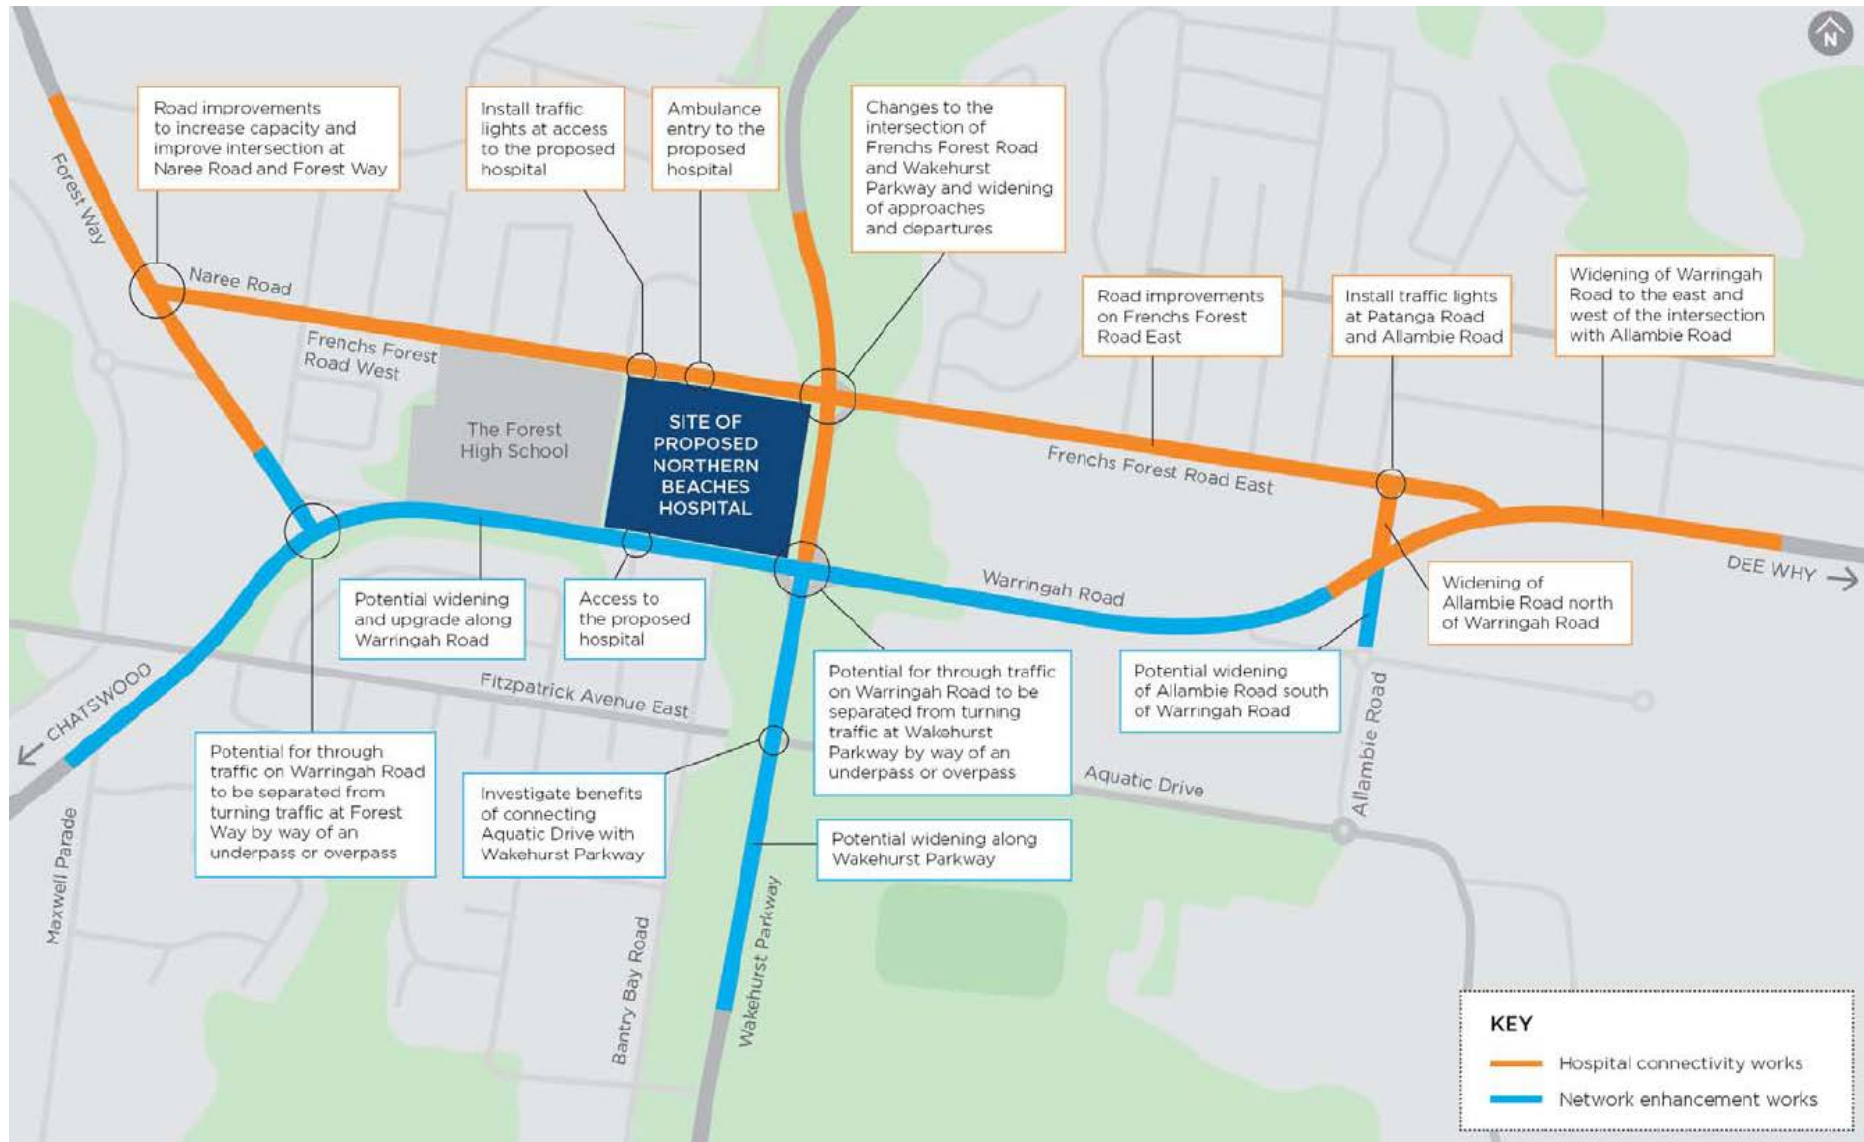 N
Road improvements
to increase capacity and
improve intersection at
Naree Road and Forest Way
Install traffic
lights at access
to the proposed
hospital
Ambulance
entry to the
proposed
hospital
Changes to the
intersection of
Frenchs Forest Road
and Wakehurst
Parkway and widening
of approaches
and departures
Road improvements
on Frenchs Forest
Road East
Install traffic lights
at Patanga Road
and Allambie Road
Widening of Warringah
Road to the east and
west of the intersection
with Allambie Road
Forest Way
Naree Road
Frenchs Forest
Road West
The Forest
High School
SITE OF
PROPOSED
NORTHERN
BEACHES
HOSPITAL
Frenchs Forest Road East
DEE WHY
Warringah Road
Widening of
Allambie Road north
of Warringah Road
Potential widening
and upgrade along
Warringah Road
Access to
the proposed
hospital
Potential for through traffic
on Warringah Road to be
separated from turning
traffic at Wakehurst
Parkway by way of an
underpass or overpass
Potential widening
of Allambie Road south
of Warringah Road
CHATSWOOD
Fitzpatrick Avenue East
Potential for through
traffic on Warringah Road
to be separated from
turning traffic at Forest
Way by way of an
underpass or overpass
Investigate benefits
of connecting
Aquatic Drive with
Wakehurst Parkway
Potential widening along
Wakehurst Parkway
Aquatic Drive
Allambie Road
Maxwell Parade
Bantry Bay Road
Wakehurst Parkway
KEY
Hospital connectivity works
Network enhancement works